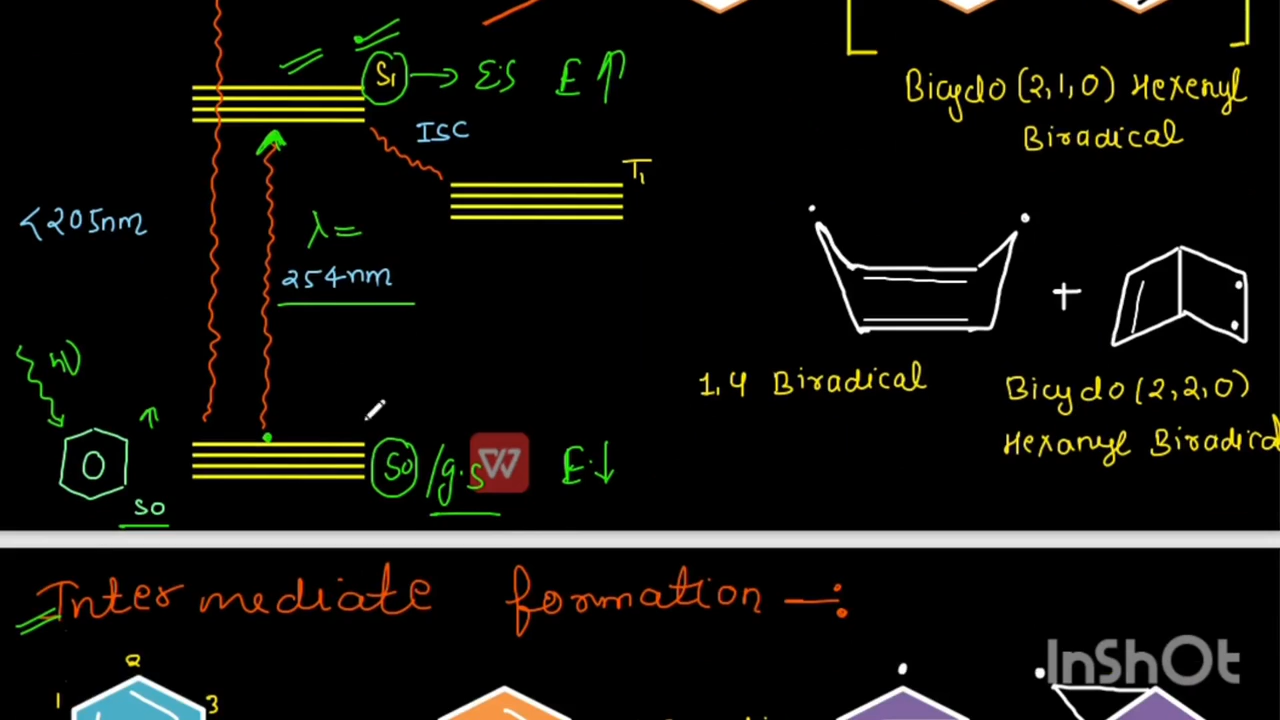 S1 → ES E↑
ISC
T1
<205nm
λ=
254nm
hν
S0
S0/g.s E↓
Bicyclo (2,1,0) Hexenyl
Biradical
+
1,4 Biradical
Bicyclo (2,2,0)
Hexanyl Biradical
Intermediate formation —:
2
1
3
InShOt